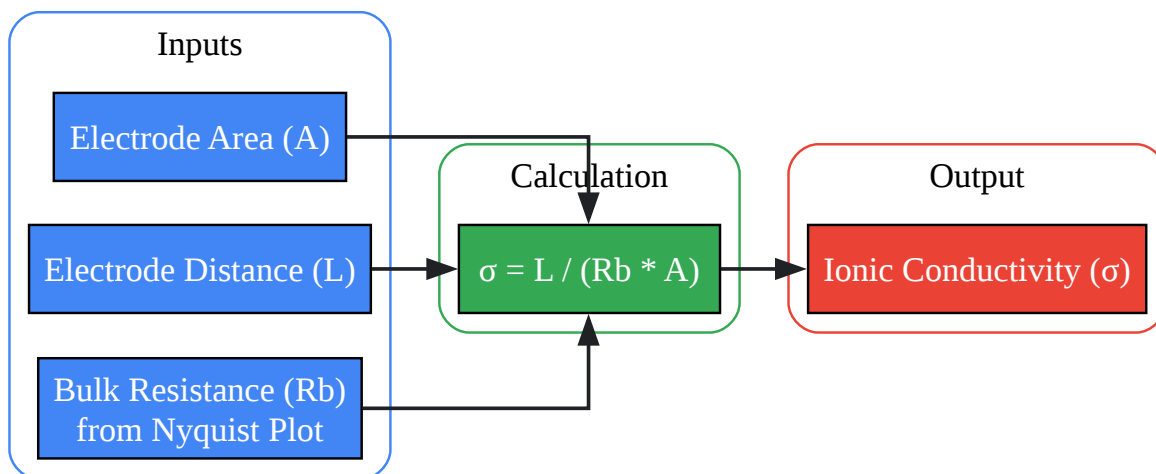 Inputs
Electrode Area (A)
Electrode Distance (L)
Bulk Resistance (Rb)
from Nyquist Plot
Calculation
σ = L / (Rb * A)
Output
Ionic Conductivity (σ)